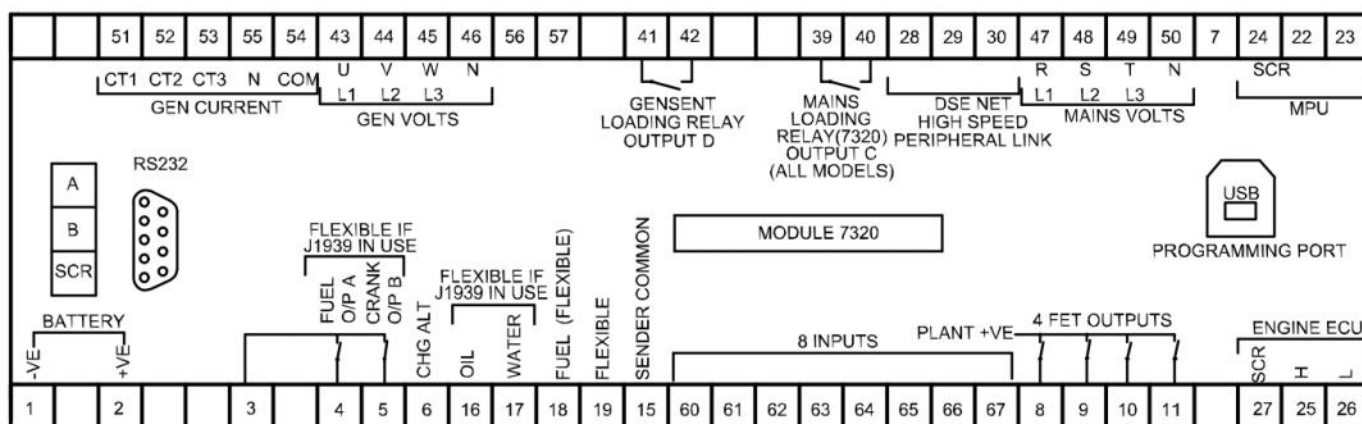 51 52 53 55 54 43 44 45 46 56 57 41 42 39 40 28 29 30 47 48 49 50 7 24 22 23
CT1 CT2 CT3 N COM U V W N R S T N SCR
L1 L2 L3 L1 L2 L3
GEN CURRENT
GEN VOLTS
GENSENT
LOADING RELAY
OUTPUT D
MAINS
LOADING
RELAY(7320)
OUTPUT C
(ALL MODELS)
DSE NET
HIGH SPEED
PERIPHERAL LINK
MAINS VOLTS
MPU
A
B
SCR
RS232
USB
PROGRAMMING PORT
MODULE 7320
FLEXIBLE IF
J1939 IN USE
FLEXIBLE IF
J1939 IN USE
BATTERY
-VE
+VE
FUEL
O/P A
CRANK
O/P B
CHG ALT
OIL
WATER
FUEL (FLEXIBLE)
FLEXIBLE
SENDER COMMON
8 INPUTS
PLANT +VE
4 FET OUTPUTS
ENGINE ECU
SCR
H
L
1 2 3 4 5 6 16 17 18 19 15 60 61 62 63 64 65 66 67 8 9 10 11 27 25 26